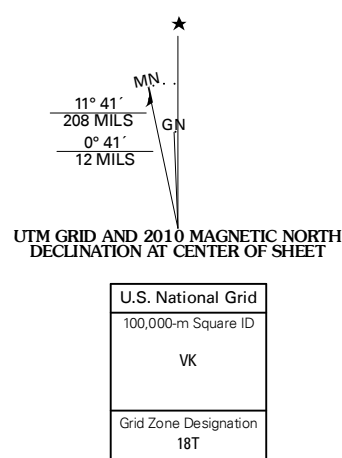 ★
MN
GN
11° 41´
208 MILS
0° 41´
12 MILS
UTM GRID AND 2010 MAGNETIC NORTH
DECLINATION AT CENTER OF SHEET
U.S. National Grid
100,000-m Square ID
VK
Grid Zone Designation
18T